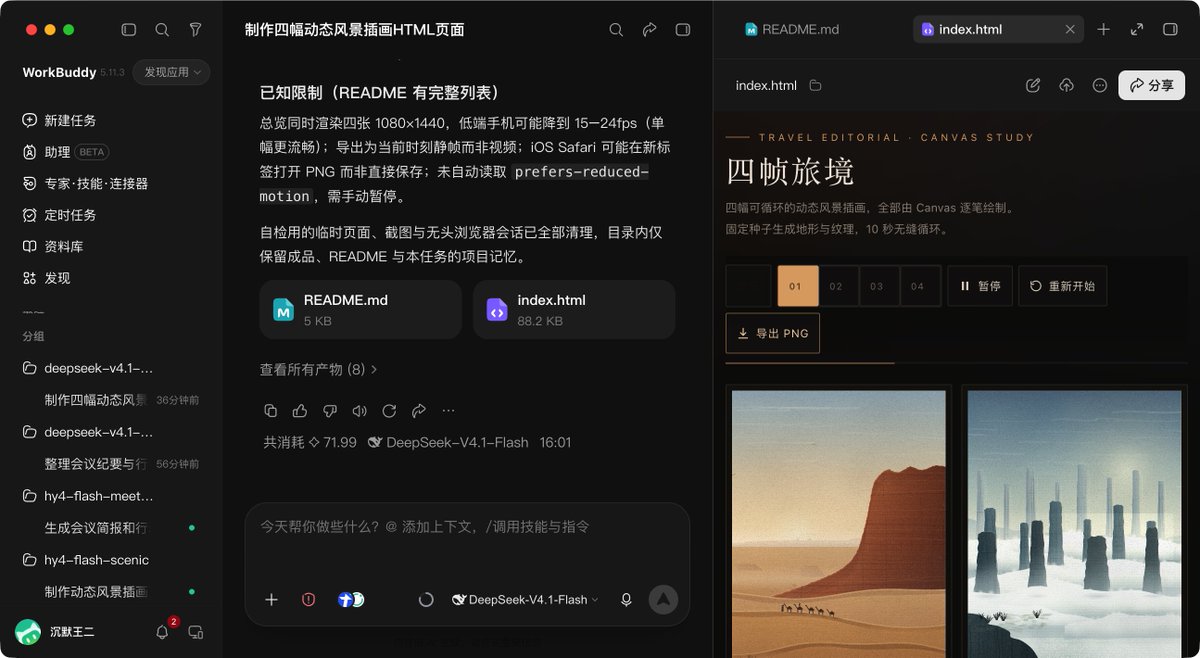 WorkBuddy 5.11.3 发现应用
新建任务
助理 BETA
专家·技能·连接器
定时任务
资料库
发现
分组
deepseek-v4.1-...
制作四幅动态风景 36分钟前
deepseek-v4.1-...
整理会议纪要与行 56分钟前
hy4-flash-meet...
生成会议简报和行
hy4-flash-scenic
制作动态风景插画
沉默王二
2
制作四幅动态风景插画HTML页面
已知限制（README 有完整列表）
总览同时渲染四张 1080×1440，低端手机可能降到 15—24fps（单
幅更流畅）；导出为当前时刻静帧而非视频；iOS Safari 可能在新标
签打开 PNG 而非直接保存；未自动读取 prefers-reduced-
motion，需手动暂停。
自检用的临时页面、截图与无头浏览器会话已全部清理，目录内仅
保留成品、README 与本任务的项目记忆。
README.md
5 KB
index.html
88.2 KB
查看所有产物 (8)
共消耗 71.99 DeepSeek-V4.1-Flash 16:01
今天帮你做些什么？@ 添加上下文，/调用技能与指令
DeepSeek-V4.1-Flash
README.md
index.html
index.html
分享
TRAVEL EDITORIAL · CANVAS STUDY
四帧旅境
四幅可循环的动态风景插画，全部由 Canvas 逐笔绘制。
固定种子生成地形与纹理，10 秒无缝循环。
01 02 03 04 暂停 重新开始
导出 PNG